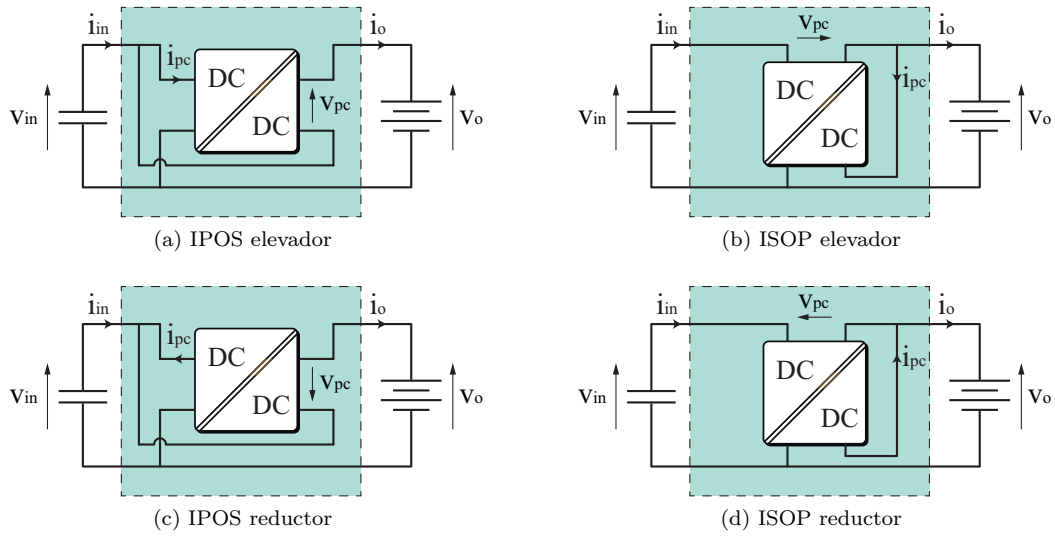 iin
ipc
io
DC
DC
vin
vpc
vo
(a) IPOS elevador
iin
vpc
io
ipc
DC
DC
vin
vo
(b) ISOP elevador
iin
ipc
io
DC
DC
vin
vpc
vo
(c) IPOS reductor
iin
vpc
io
ipc
DC
DC
vin
vo
(d) ISOP reductor